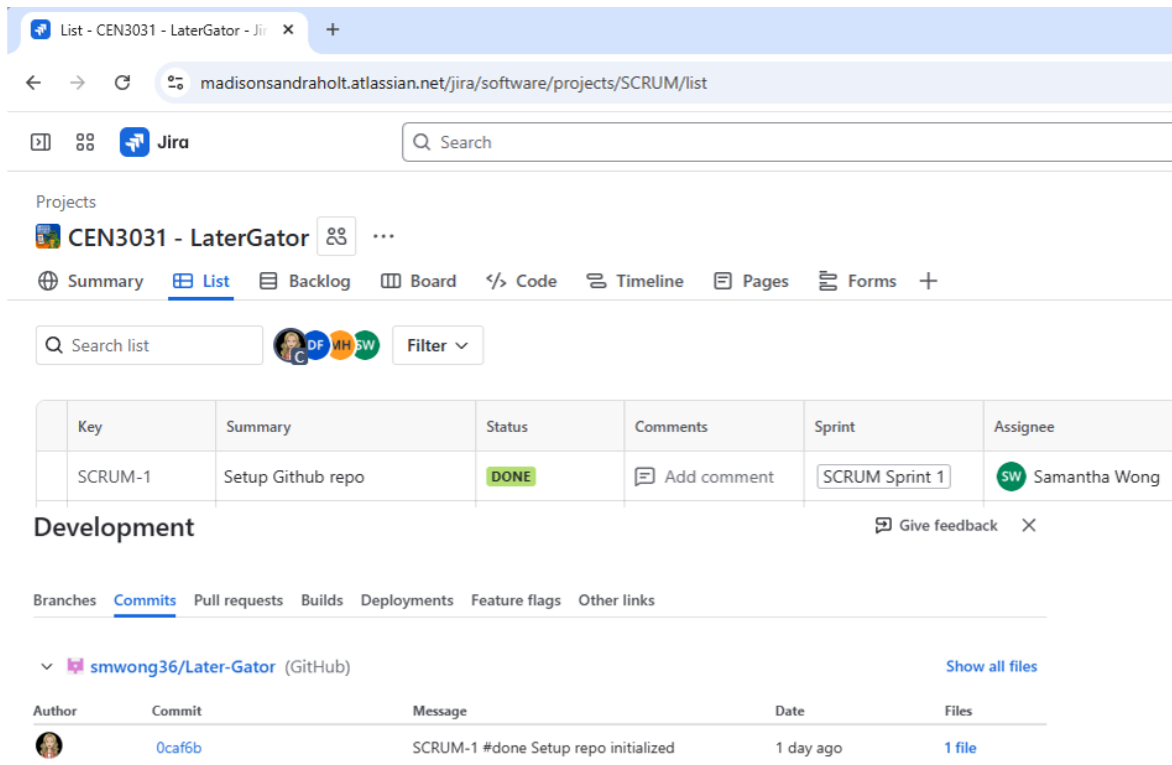 List - CEN3031 - LaterGator - Jir
madisonsandraholt.atlassian.net/jira/software/projects/SCRUM/list
Jira
Search
Projects
CEN3031 - LaterGator
Summary List Backlog Board Code Timeline Pages Forms
Search list C DF MH SW Filter
Key Summary Status Comments Sprint Assignee
SCRUM-1 Setup Github repo DONE Add comment SCRUM Sprint 1 SW Samantha Wong
Development Give feedback
Branches Commits Pull requests Builds Deployments Feature flags Other links
smwong36/Later-Gator (GitHub) Show all files
Author Commit Message Date Files
0caf6b SCRUM-1 #done Setup repo initialized 1 day ago 1 file